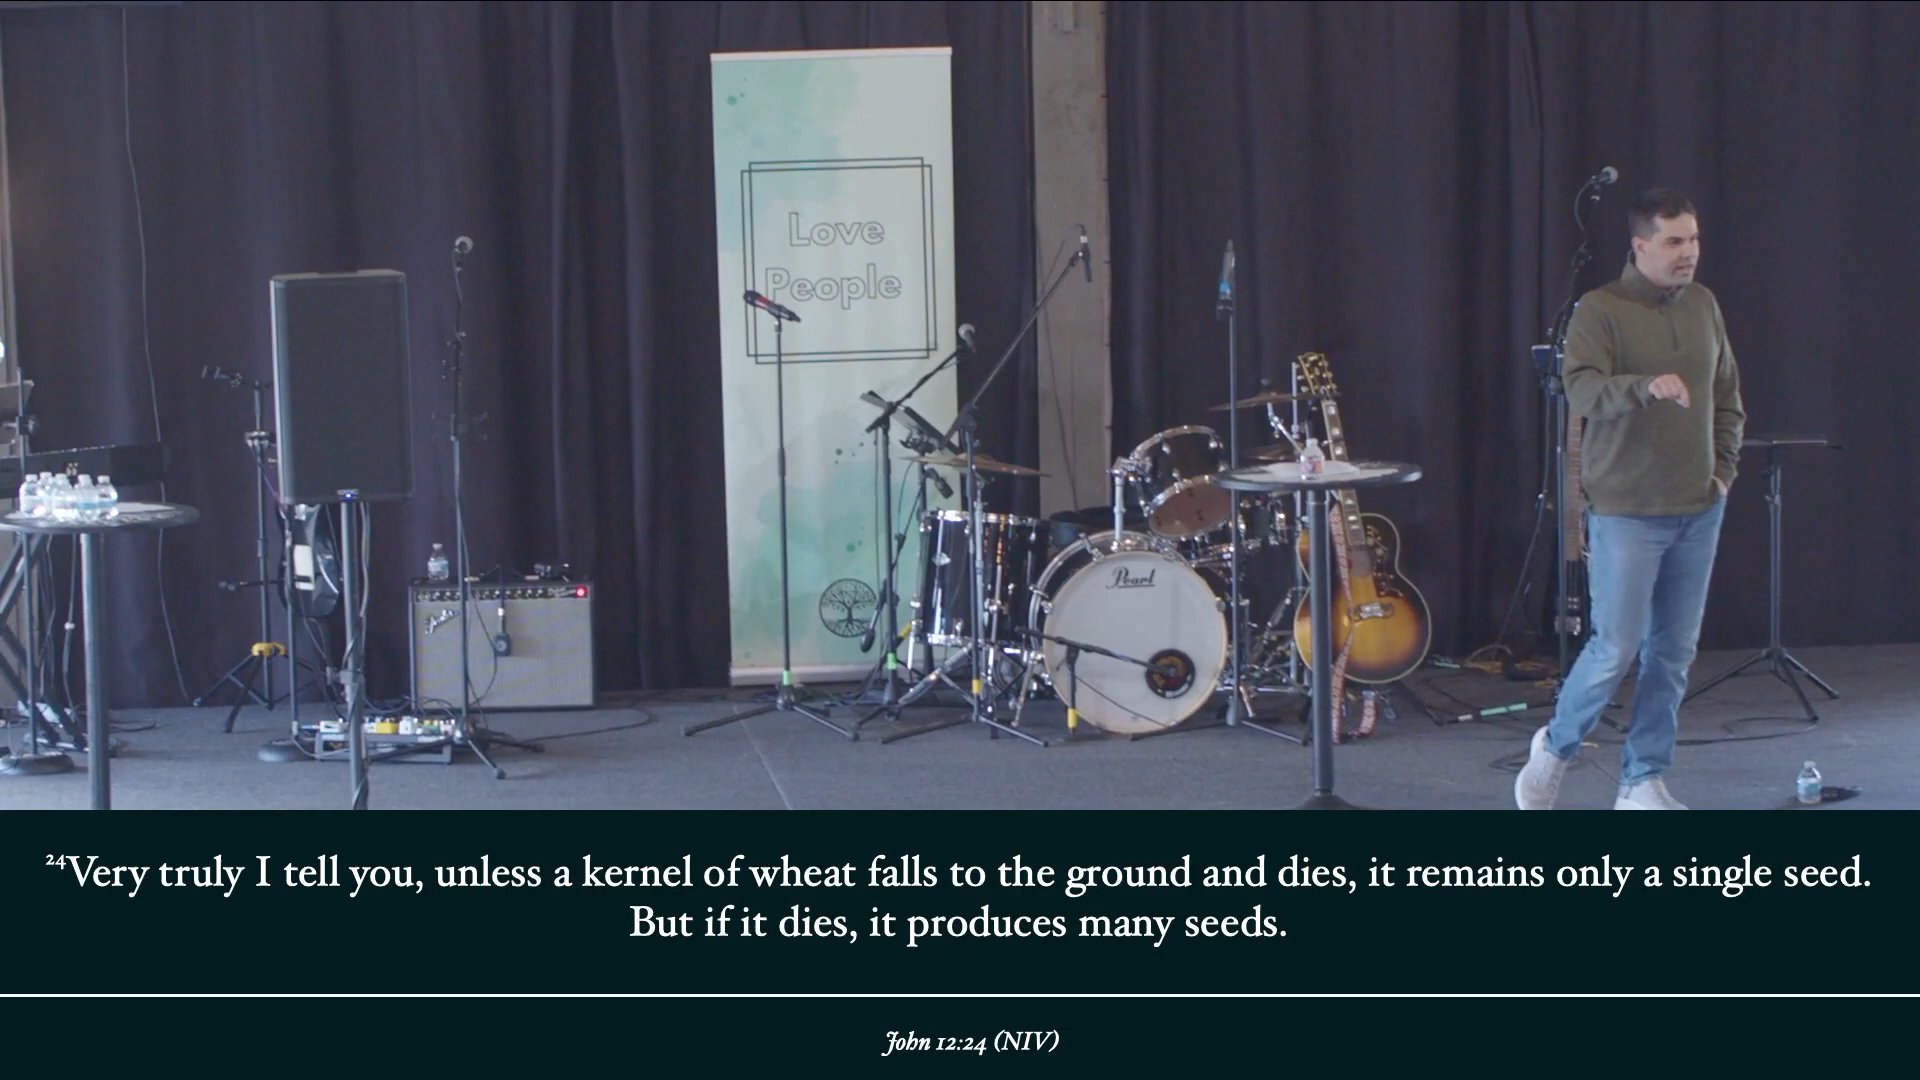 Love
People
Pearl
Fender
²⁴Very truly I tell you, unless a kernel of wheat falls to the ground and dies, it remains only a single seed.
But if it dies, it produces many seeds.
John 12:24 (NIV)